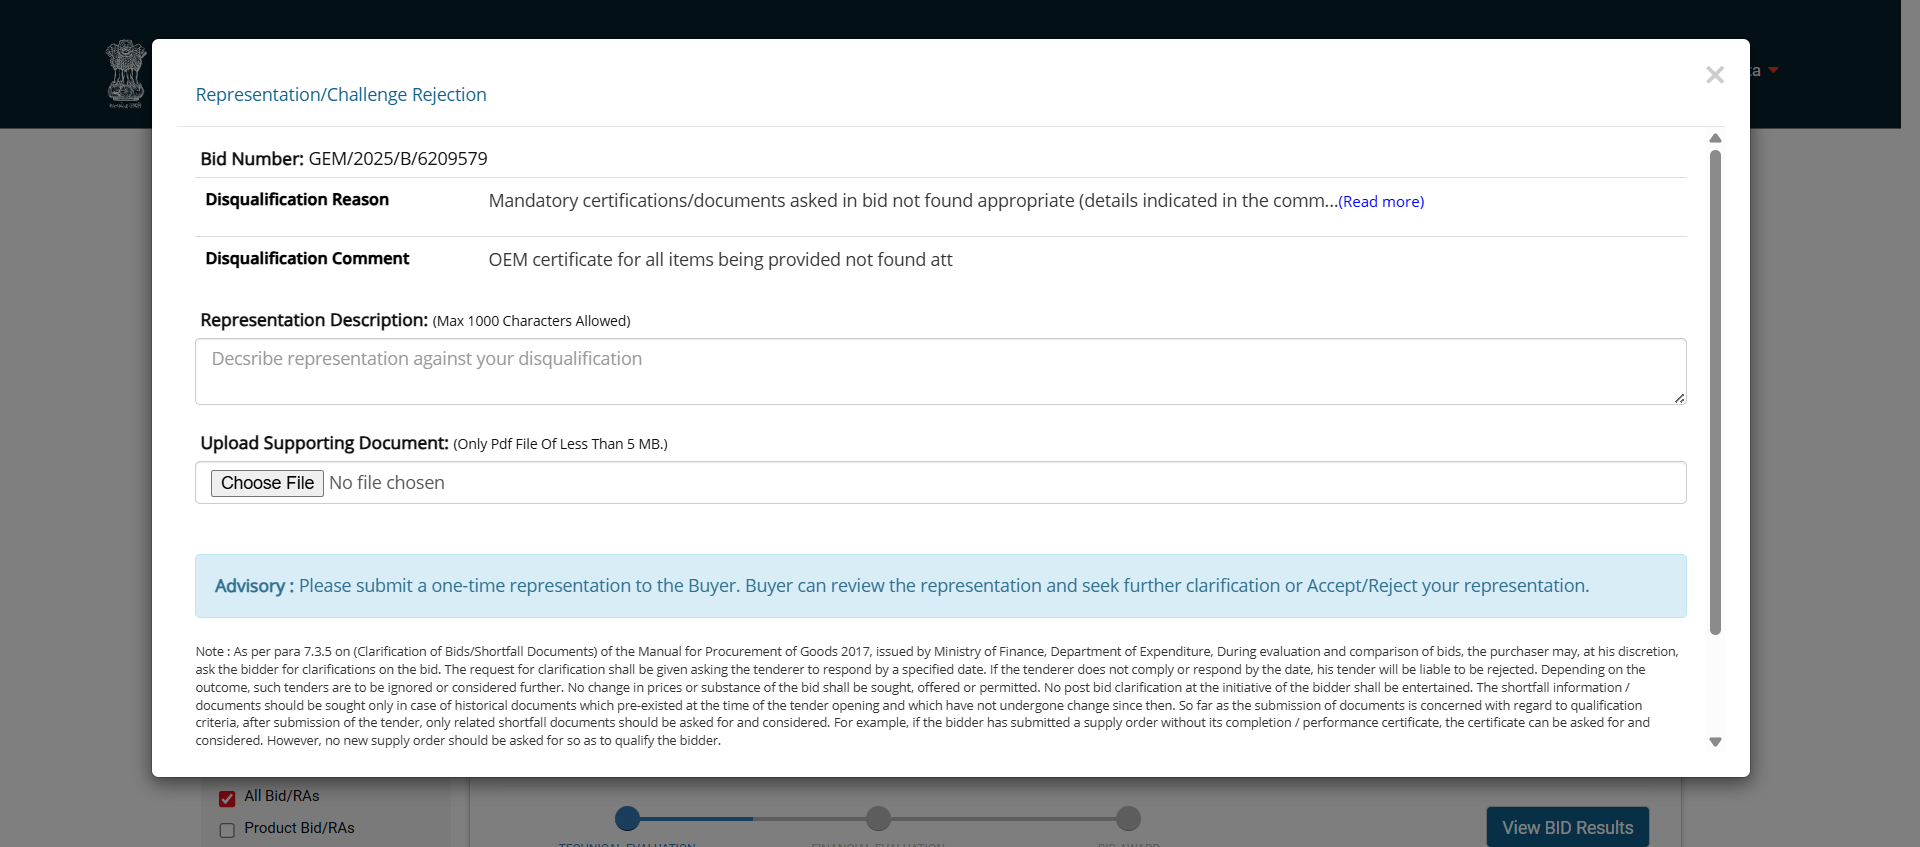 ta
Representation/Challenge Rejection
Bid Number: GEM/2025/B/6209579
Disqualification Reason Mandatory certifications/documents asked in bid not found appropriate (details indicated in the comm...(Read more)
Disqualification Comment OEM certificate for all items being provided not found att
Representation Description: (Max 1000 Characters Allowed)
Decsribe representation against your disqualification
Upload Supporting Document: (Only Pdf File Of Less Than 5 MB.)
Choose File No file chosen
Advisory : Please submit a one-time representation to the Buyer. Buyer can review the representation and seek further clarification or Accept/Reject your representation.
Note : As per para 7.3.5 on (Clarification of Bids/Shortfall Documents) of the Manual for Procurement of Goods 2017, issued by Ministry of Finance, Department of Expenditure, During evaluation and comparison of bids, the purchaser may, at his discretion,
ask the bidder for clarifications on the bid. The request for clarification shall be given asking the tenderer to respond by a specified date. If the tenderer does not comply or respond by the date, his tender will be liable to be rejected. Depending on the
outcome, such tenders are to be ignored or considered further. No change in prices or substance of the bid shall be sought, offered or permitted. No post bid clarification at the initiative of the bidder shall be entertained. The shortfall information /
documents should be sought only in case of historical documents which pre-existed at the time of the tender opening and which have not undergone change since then. So far as the submission of documents is concerned with regard to qualification
criteria, after submission of the tender, only related shortfall documents should be asked for and considered. For example, if the bidder has submitted a supply order without its completion / performance certificate, the certificate can be asked for and
considered. However, no new supply order should be asked for so as to qualify the bidder.
All Bid/RAs
Product Bid/RAs
View BID Results
TECHNICAL EVALUATION FINANCIAL EVALUATION BID AWARD